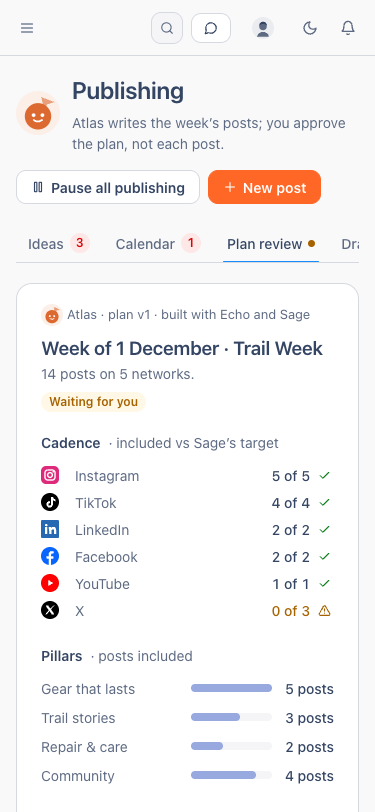 Publishing
Atlas writes the week's posts; you approve
the plan, not each post.
Pause all publishing
+ New post
Ideas 3 Calendar 1 Plan review Dra
Atlas · plan v1 · built with Echo and Sage
Week of 1 December · Trail Week
14 posts on 5 networks.
Waiting for you
Cadence · included vs Sage's target
Instagram 5 of 5
TikTok 4 of 4
LinkedIn 2 of 2
Facebook 2 of 2
YouTube 1 of 1
X 0 of 3
Pillars · posts included
Gear that lasts 5 posts
Trail stories 3 posts
Repair & care 2 posts
Community 4 posts